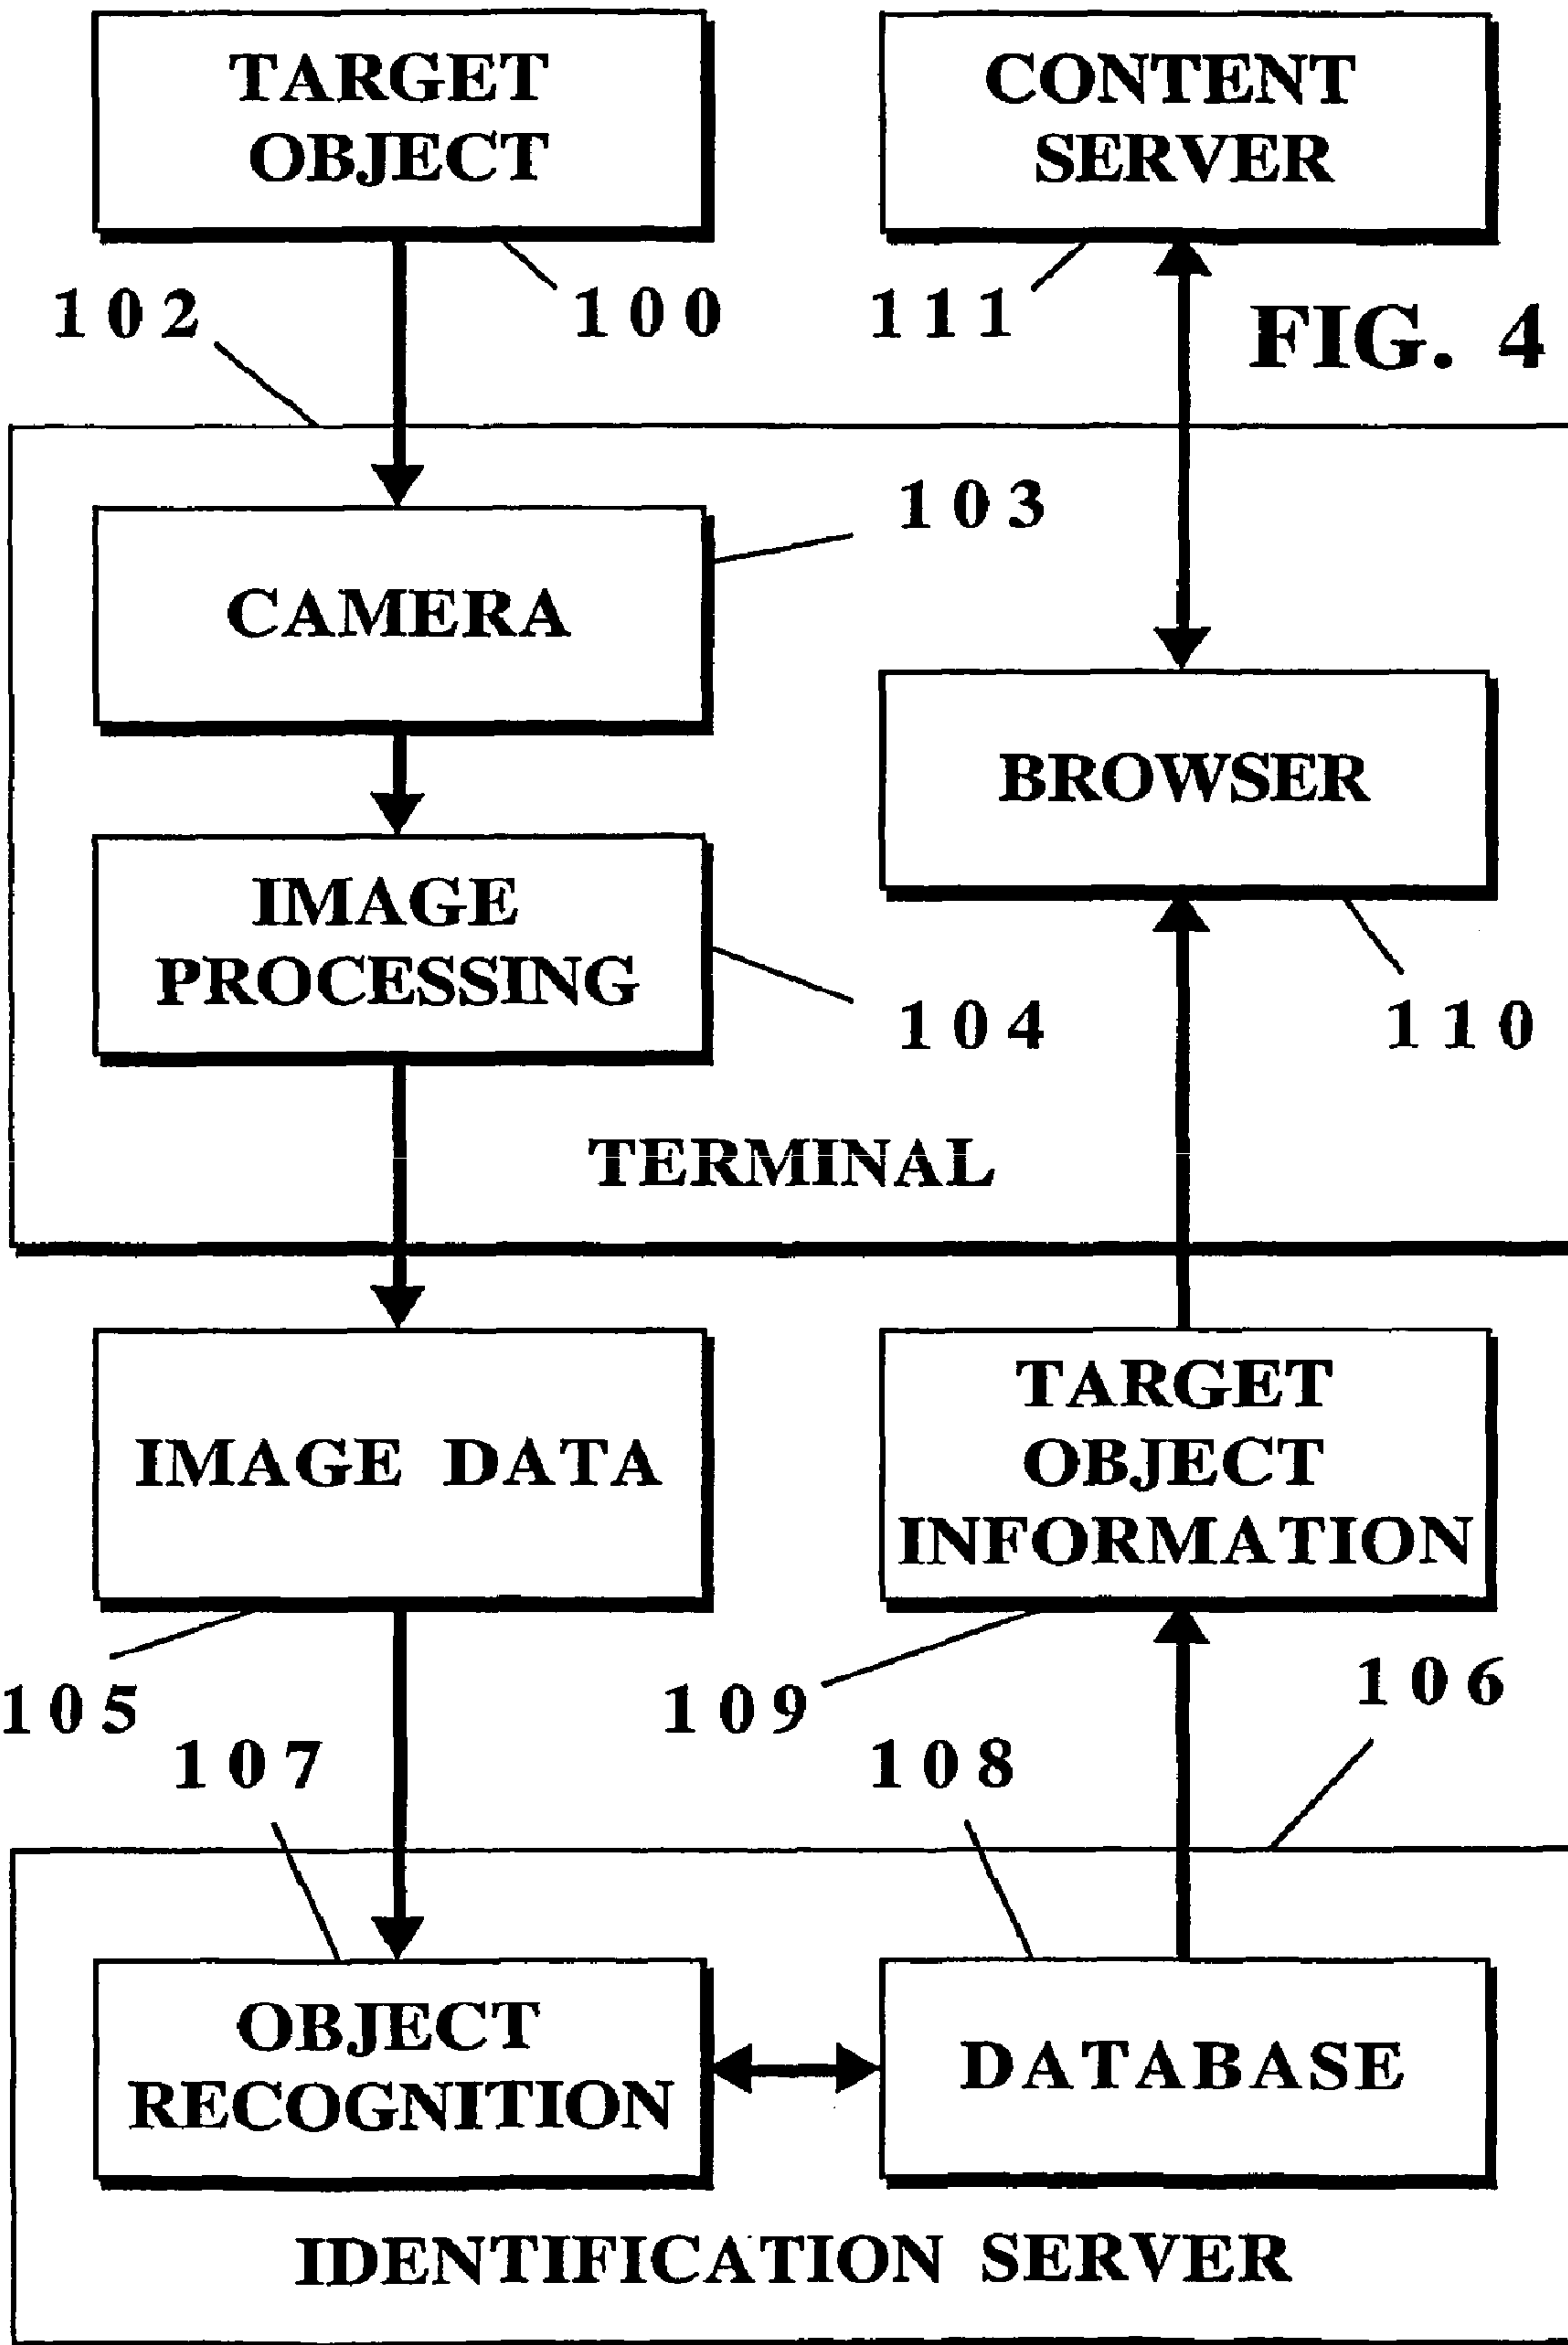 TARGET
OBJECT
CONTENT
SERVER
102
100
111
FIG. 4
103
CAMERA
BROWSER
IMAGE
PROCESSING
104
110
TERMINAL
IMAGE DATA
TARGET
OBJECT
INFORMATION
105
109
106
107
108
OBJECT
RECOGNITION
DATABASE
IDENTIFICATION SERVER